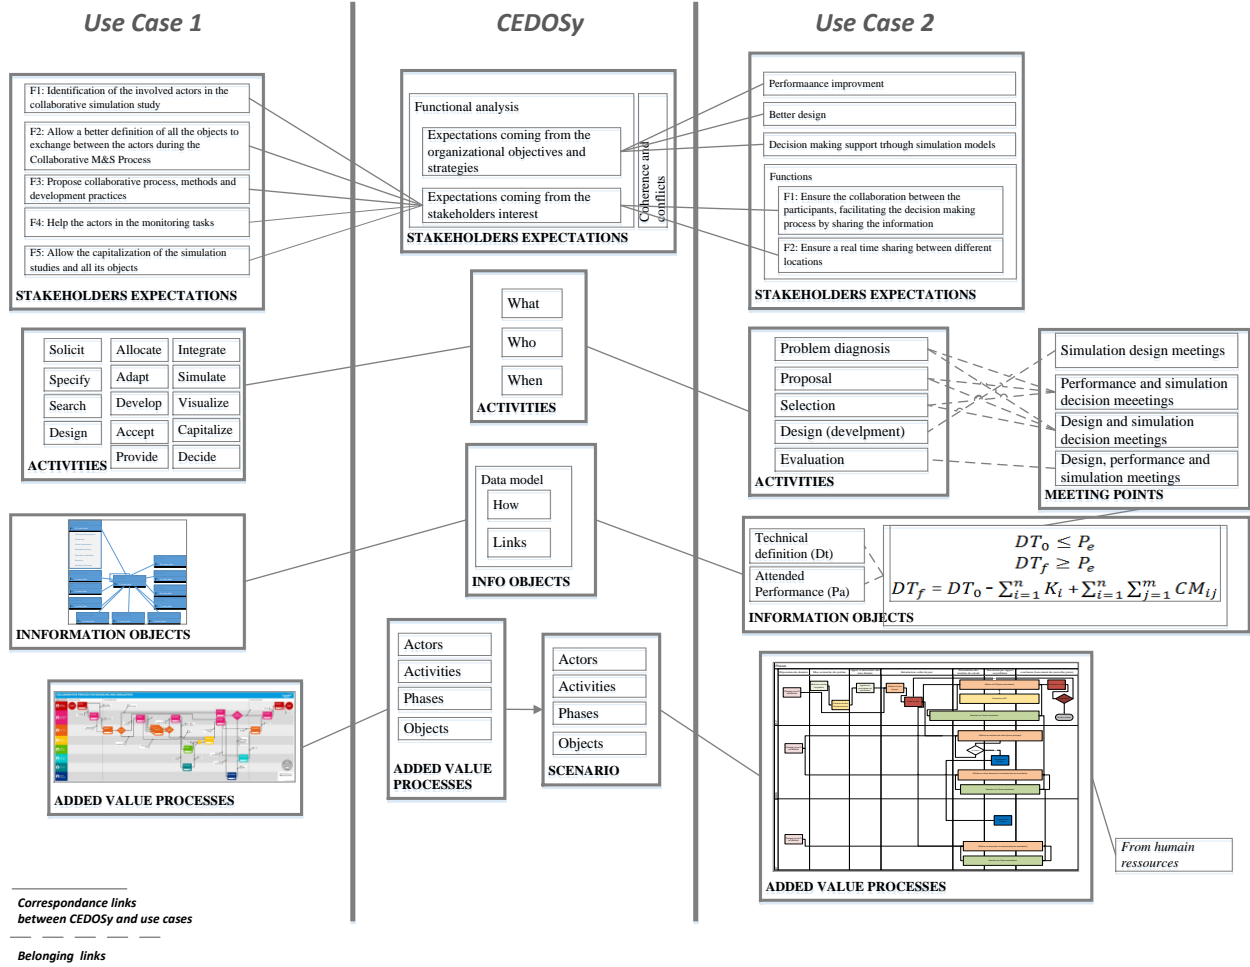 Use Case 1
CEDOSy
Use Case 2
F1: Identification of the involved actors in the
collaborative simulation study
F2: Allow a better definition of all the objects to
exchange between the actors during the
Collaborative M&S Process
F3: Propose collaborative process, methods and
development practices
F4: Help the actors in the monitoring tasks
F5: Allow the capitalization of the simulation
studies and all its objects
STAKEHOLDERS EXPECTATIONS
Functional analysis
Expectations coming from the
organizational objectives and
strategies
Expectations coming from the
stakeholders interest
Coherence and
conflicts
STAKEHOLDERS EXPECTATIONS
Performaance improvment
Better design
Decision making support trhough simulation models
Functions
F1: Ensure the collaboration between the
participants, facilitating the decision making
process by sharing the information
F2: Ensure a real time sharing between different
locations
STAKEHOLDERS EXPECTATIONS
Solicit
Allocate
Integrate
Specify
Adapt
Simulate
Search
Develop
Visualize
Design
Accept
Capitalize
Provide
Decide
ACTIVITIES
What
Who
When
ACTIVITIES
Problem diagnosis
Proposal
Selection
Design (develpment)
Evaluation
ACTIVITIES
Simulation design meetings
Performance and simulation
decision meeetings
Design and simulation
decision meetings
Design, performance and
simulation meetings
MEETING POINTS
INNFORMATION OBJECTS
Data model
How
Links
INFO OBJECTS
Technical
definition (Dt)
Attended
Performance (Pa)
DT₀ ≤ Pₑ
DT_f ≥ Pₑ
DT_f = DT₀ - ∑ⁿᵢ₌₁ Kᵢ + ∑ⁿᵢ₌₁ ∑ᵐⱼ₌₁ CMᵢⱼ
INFORMATION OBJECTS
ADDED VALUE PROCESSES
Actors
Activities
Phases
Objects
ADDED VALUE
PROCESSES
Actors
Activities
Phases
Objects
SCENARIO
ADDED VALUE PROCESSES
From humain
ressources
Correspondance links
between CEDOSy and use cases
Belonging links